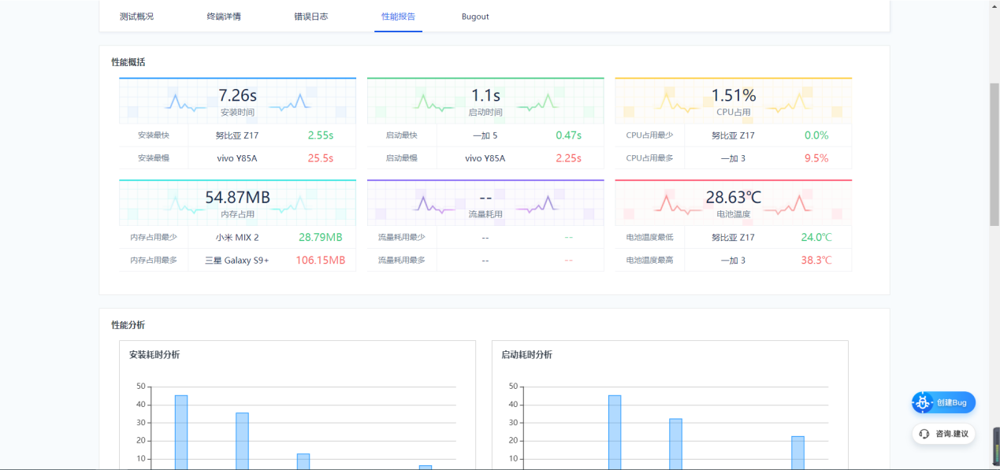 测试概况 终端详情 错误日志 性能报告 Bugout
性能概括
7.26s 1.1s 1.51%
安装时间 启动时间 CPU占用
安装最快 努比亚 Z17 2.55s 启动最快 一加 5 0.47s CPU占用最少 努比亚 Z17 0.0%
安装最慢 vivo Y85A 25.5s 启动最慢 vivo Y85A 2.25s CPU占用最多 一加 3 9.5%
54.87MB -- 28.63℃
内存占用 流量耗用 电池温度
内存占用最少 小米 MIX 2 28.79MB 流量耗用最少 -- -- 电池温度最低 努比亚 Z17 24.0℃
内存占用最多 三星 Galaxy S9+ 106.15MB 流量耗用最多 -- -- 电池温度最高 一加 3 38.3℃
性能分析
安装耗时分析 启动耗时分析
50 50
40 40
30 30
20 20
10 10
创建Bug
咨询.建议